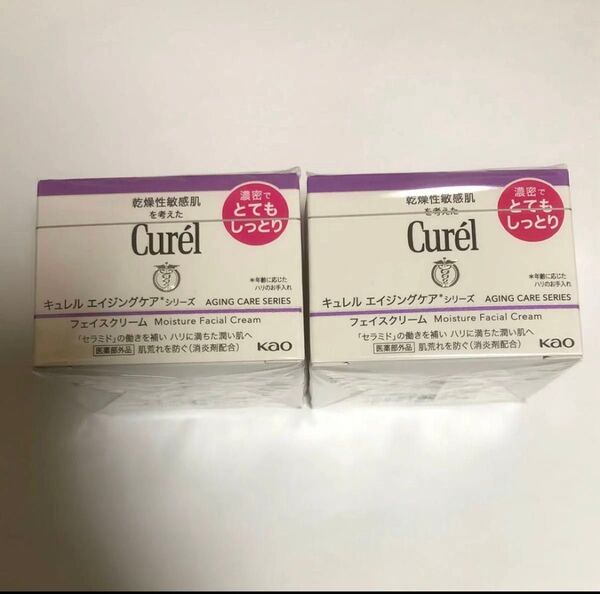 乾燥性敏感肌
を考えた
Curél
濃密で
とても
しっとり
*年齢に応じた
ハリのお手入れ
キュレル エイジングケア*シリーズ AGING CARE SERIES
フェイスクリーム Moisture Facial Cream
「セラミド」の働きを補い ハリに満ちた潤い肌へ
医薬部外品 肌荒れを防ぐ(消炎剤配合)
Kao
乾燥性敏感肌
を考えた
Curél
濃密で
とても
しっとり
*年齢に応じた
ハリのお手入れ
キュレル エイジングケア*シリーズ AGING CARE SERIES
フェイスクリーム Moisture Facial Cream
「セラミド」の働きを補い ハリに満ちた潤い肌へ
医薬部外品 肌荒れを防ぐ(消炎剤配合)
Kao